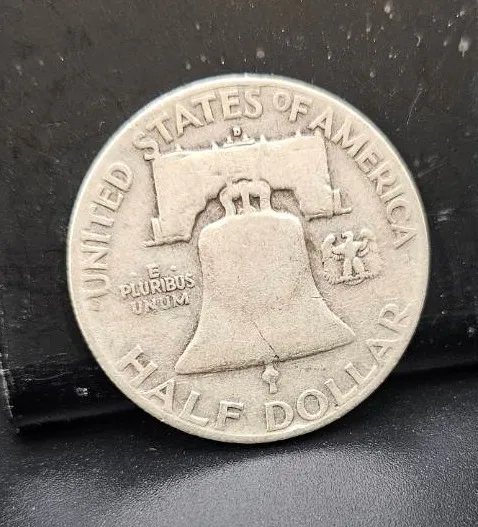 UNITED STATES OF AMERICA
D
E
PLURIBUS
UNUM
HALF DOLLAR